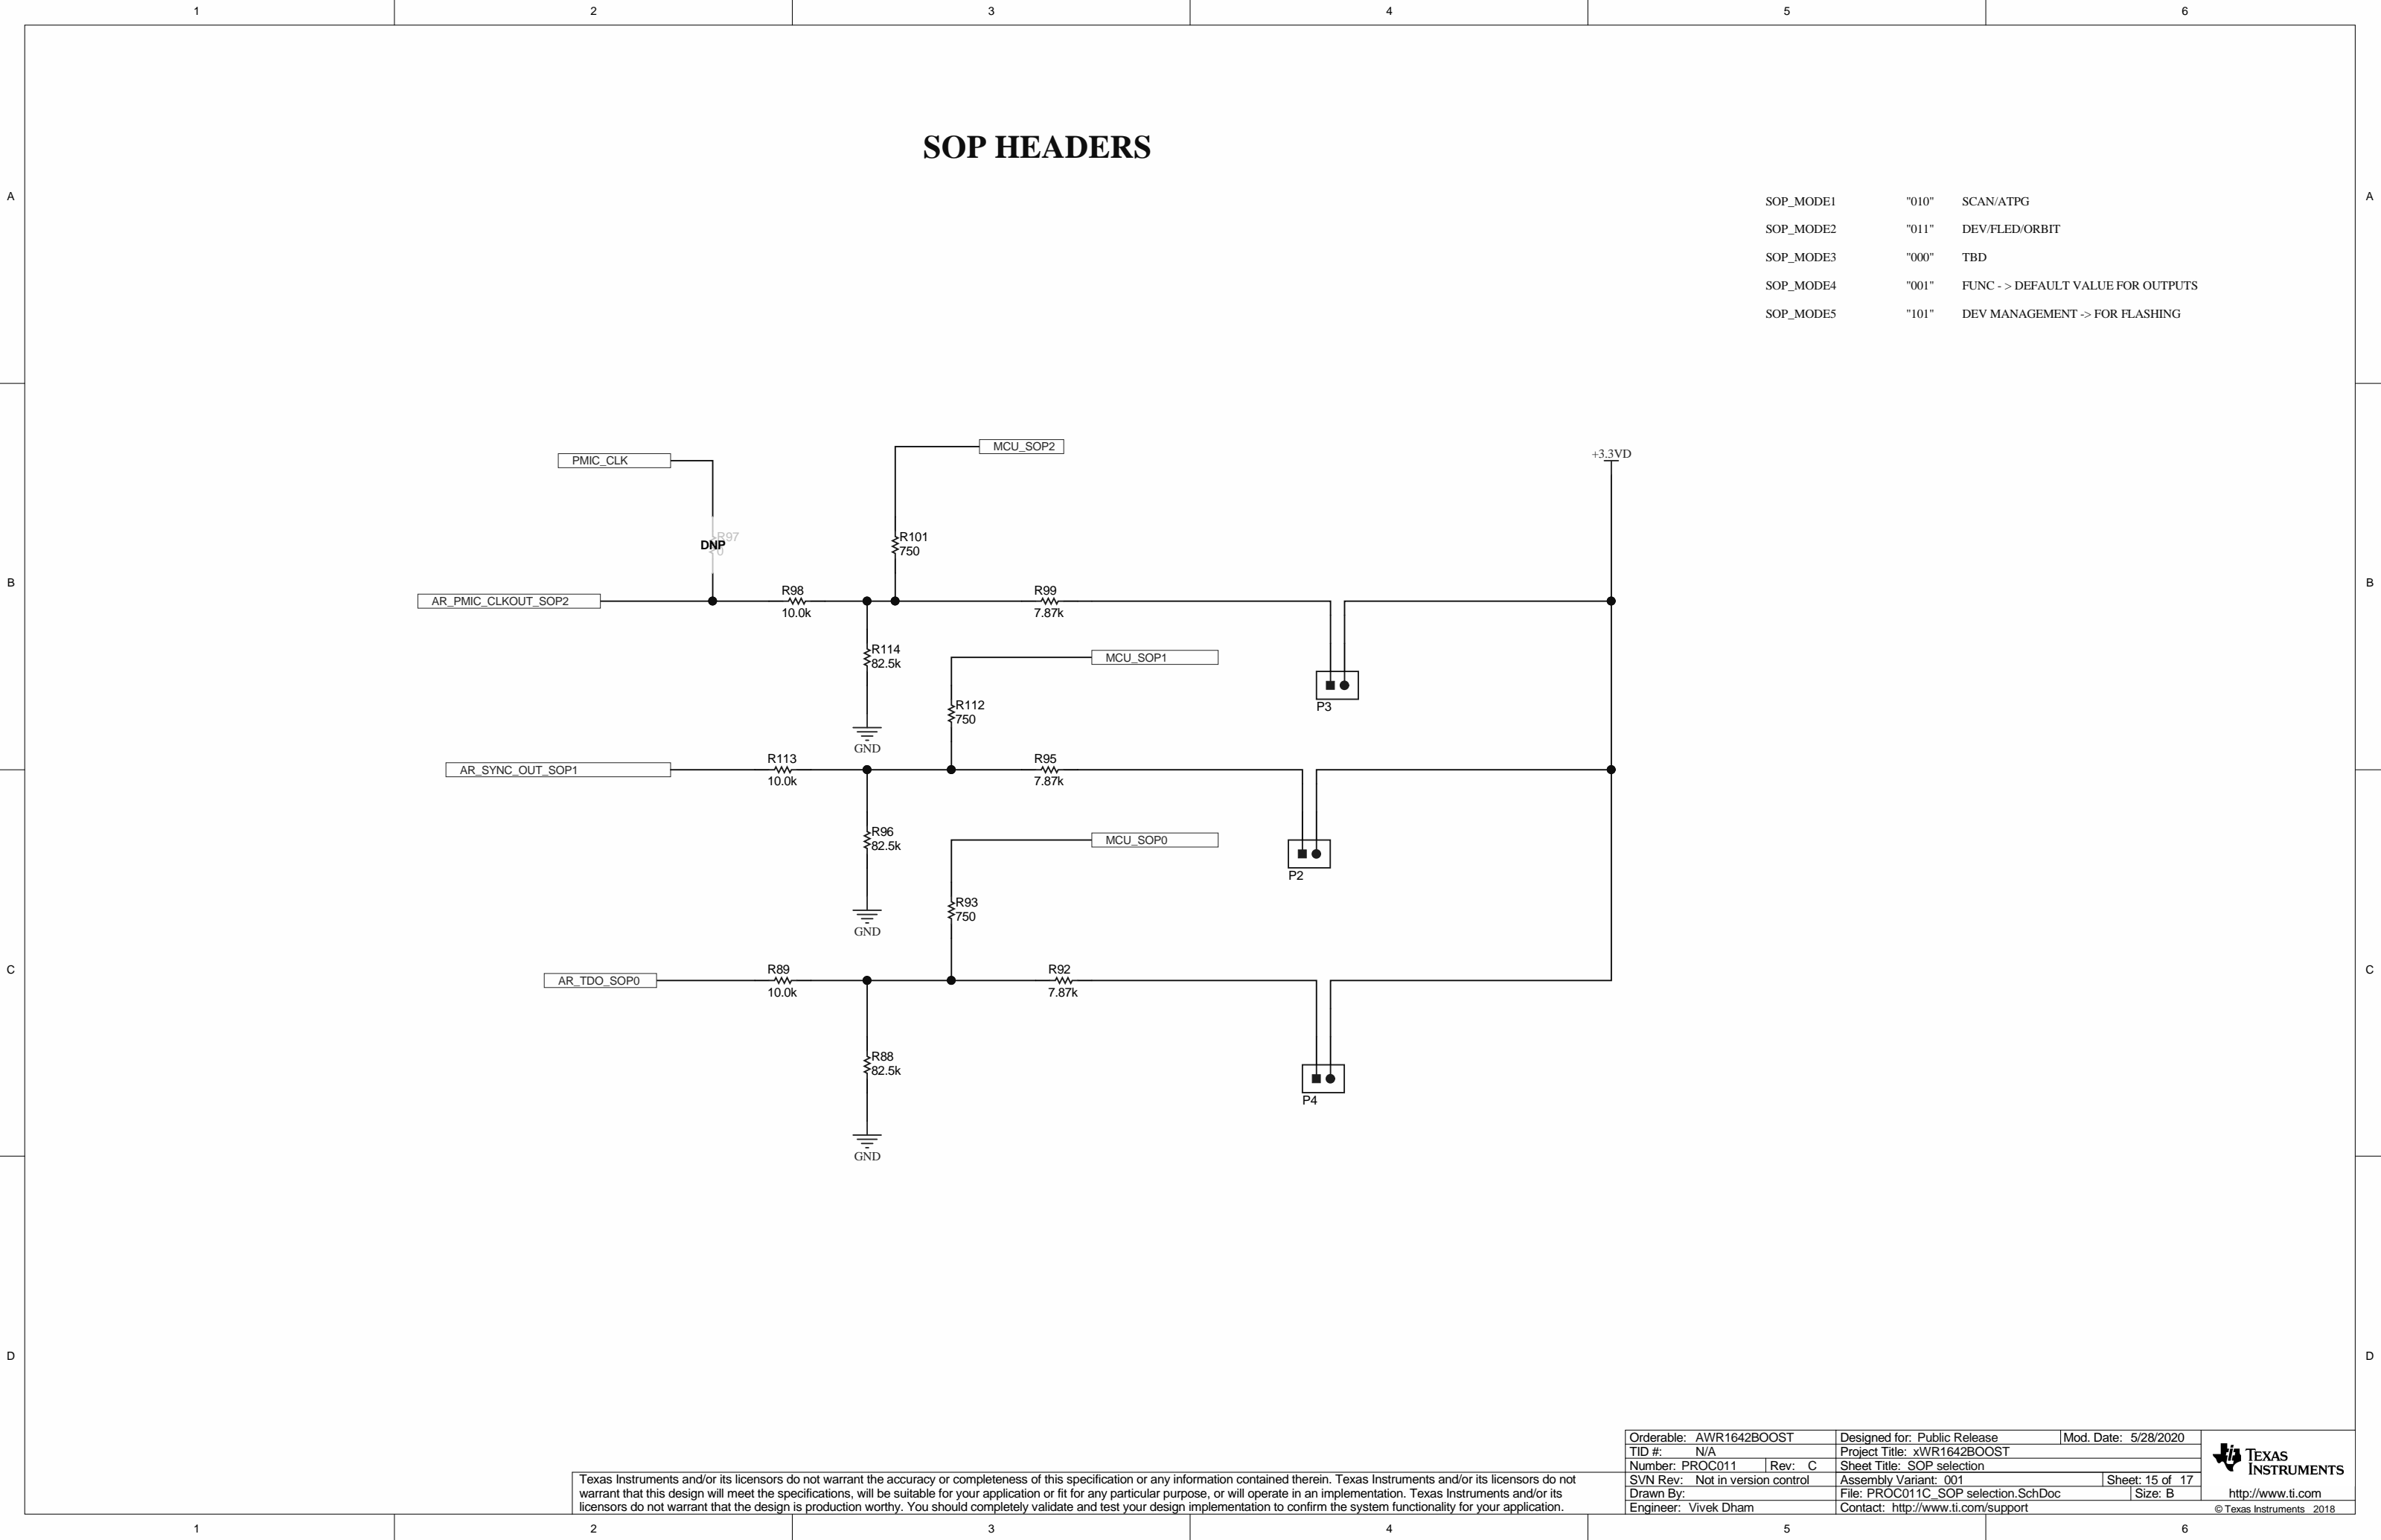 1 2 3 4 5 6
SOP HEADERS
A A
SOP_MODE1 "010" SCAN/ATPG
SOP_MODE2 "011" DEV/FLED/ORBIT
SOP_MODE3 "000" TBD
SOP_MODE4 "001" FUNC - > DEFAULT VALUE FOR OUTPUTS
SOP_MODE5 "101" DEV MANAGEMENT -> FOR FLASHING
MCU_SOP2
+3.3VD
PMIC_CLK
R97
DNP
0
R101
750
B B
R98
10.0k
R99
7.87k
AR_PMIC_CLKOUT_SOP2
R114
82.5k
MCU_SOP1
R112
750
P3
GND
R113
10.0k
R95
7.87k
AR_SYNC_OUT_SOP1
R96
82.5k
MCU_SOP0
P2
R93
750
GND
C C
R89
10.0k
R92
7.87k
AR_TDO_SOP0
R88
82.5k
P4
GND
D D
Orderable: AWR1642BOOST Designed for: Public Release Mod. Date: 5/28/2020
TID #: N/A Project Title: xWR1642BOOST
Number: PROC011 Rev: C Sheet Title: SOP selection
SVN Rev: Not in version control Assembly Variant: 001 Sheet: 15 of 17
Drawn By: File: PROC011C_SOP selection.SchDoc Size: B
Engineer: Vivek Dham Contact: http://www.ti.com/support
TEXAS
INSTRUMENTS
http://www.ti.com
© Texas Instruments 2018
Texas Instruments and/or its licensors do not warrant the accuracy or completeness of this specification or any information contained therein. Texas Instruments and/or its licensors do not
warrant that this design will meet the specifications, will be suitable for your application or fit for any particular purpose, or will operate in an implementation. Texas Instruments and/or its
licensors do not warrant that the design is production worthy. You should completely validate and test your design implementation to confirm the system functionality for your application.
1 2 3 4 5 6